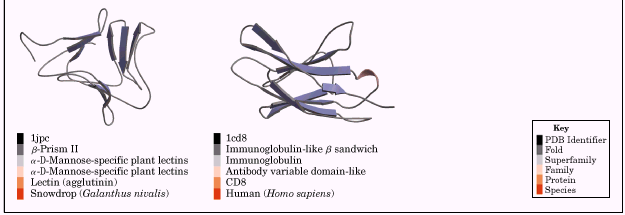 1jpc
β-Prism II
α-D-Mannose-specific plant lectins
α-D-Mannose-specific plant lectins
Lectin (agglutinin)
Snowdrop (Galanthus nivalis)
1cd8
Immunoglobulin-like β sandwich
Immunoglobulin
Antibody variable domain-like
CD8
Human (Homo sapiens)
Key
PDB Identifier
Fold
Superfamily
Family
Protein
Species